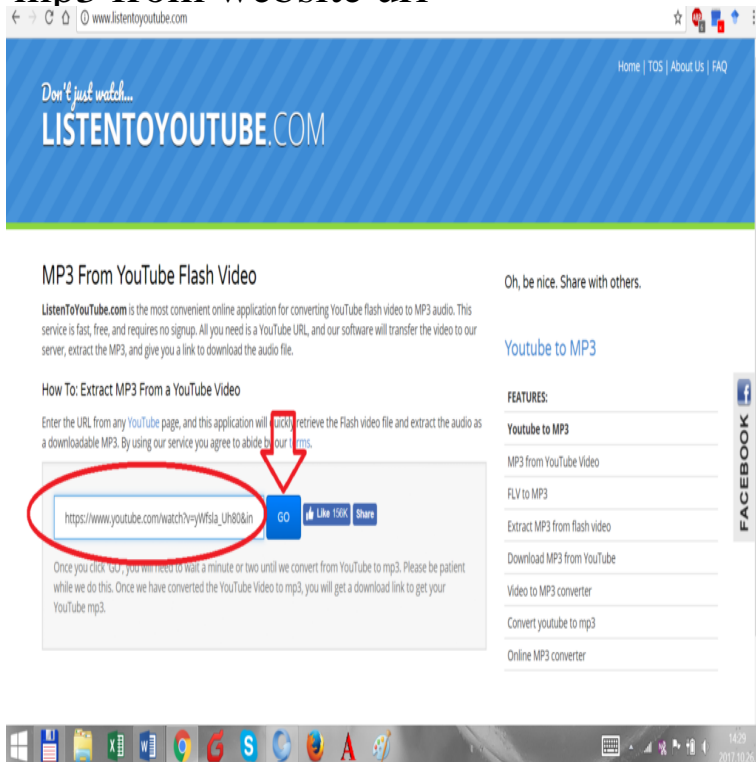 mp3 from website url
www.listentoyoutube.com
Home | TOS | About Us | FAQ
Don't just watch...
LISTENTOYOUTUBE.COM
MP3 From YouTube Flash Video
ListenToYouTube.com is the most convenient online application for converting YouTube flash video to MP3 audio. This
service is fast, free, and requires no signup. All you need is a YouTube URL, and our software will transfer the video to our
server, extract the MP3, and give you a link to download the audio file.
How To: Extract MP3 From a YouTube Video
Enter the URL from any YouTube page, and this application will quickly retrieve the Flash video file and extract the audio as
a downloadable MP3. By using our service you agree to abide by our terms.
https://www.youtube.com/watch?v=yWfsla_Uh80&in
GO
Like 156K
Share
Once you click 'GO', you will need to wait a minute or two until we convert from YouTube to mp3. Please be patient
while we do this. Once we have converted the YouTube Video to mp3, you will get a download link to get your
YouTube mp3.
Oh, be nice. Share with others.
Youtube to MP3
FEATURES:
Youtube to MP3
MP3 from YouTube Video
FLV to MP3
Extract MP3 from flash video
Download MP3 from YouTube
Video to MP3 converter
Convert youtube to mp3
Online MP3 converter
FACEBOOK
14:29
2017.10.26